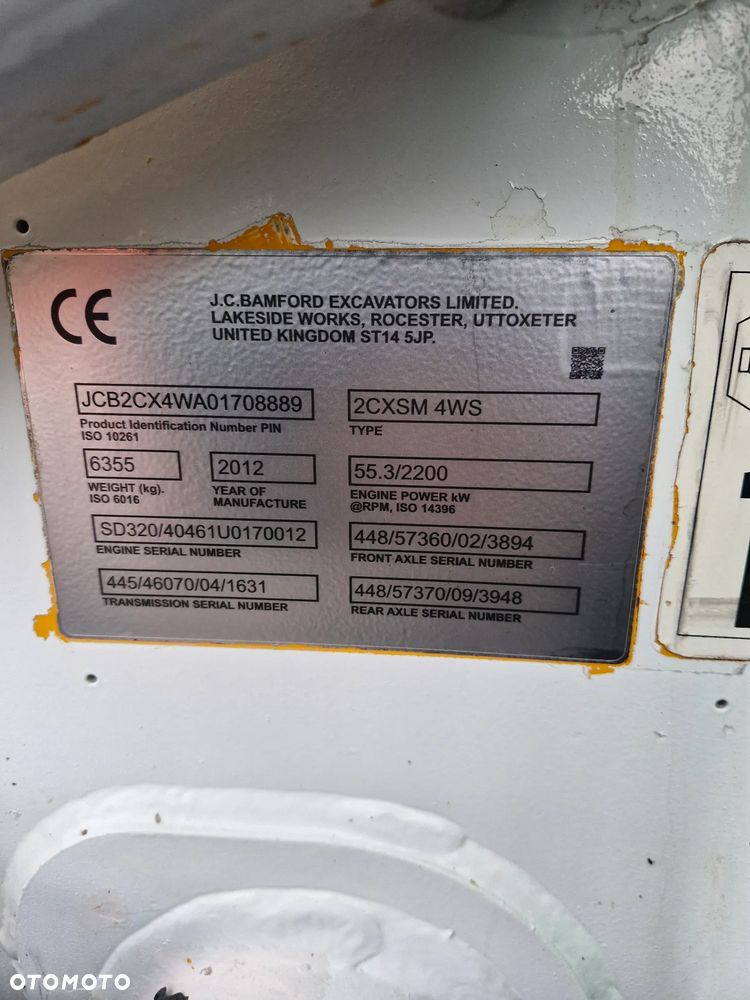 CE
J.C.BAMFORD EXCAVATORS LIMITED.
LAKESIDE WORKS, ROCESTER, UTTOXETER
UNITED KINGDOM ST14 5JP.
JCB2CX4WA01708889
Product Identification Number PIN
ISO 10261
2CXSM 4WS
TYPE
6355
WEIGHT (kg).
ISO 6016
2012
YEAR OF
MANUFACTURE
55.3/2200
ENGINE POWER kW
@RPM, ISO 14396
SD320/40461U0170012
ENGINE SERIAL NUMBER
448/57360/02/3894
FRONT AXLE SERIAL NUMBER
445/46070/04/1631
TRANSMISSION SERIAL NUMBER
448/57370/09/3948
REAR AXLE SERIAL NUMBER
OTOMOTO